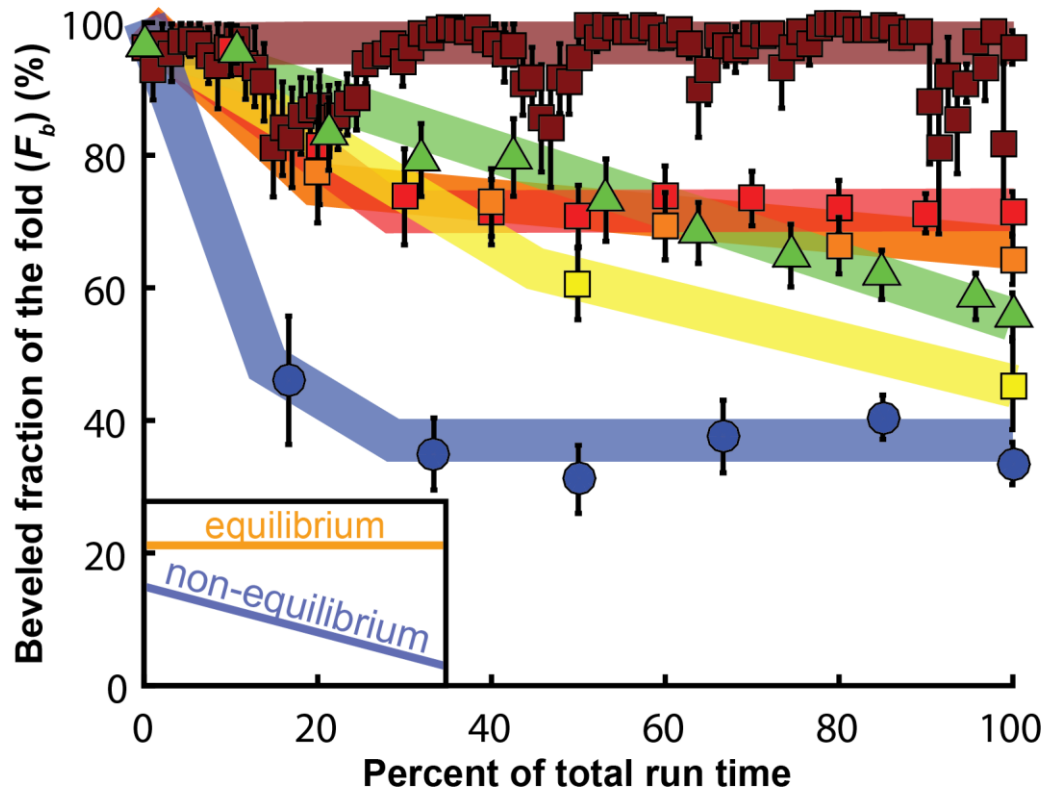 Beveled fraction of the fold (F_b) (%)
100
80
60
40
20
0
equilibrium
non-equilibrium
0 20 40 60 80 100
Percent of total run time